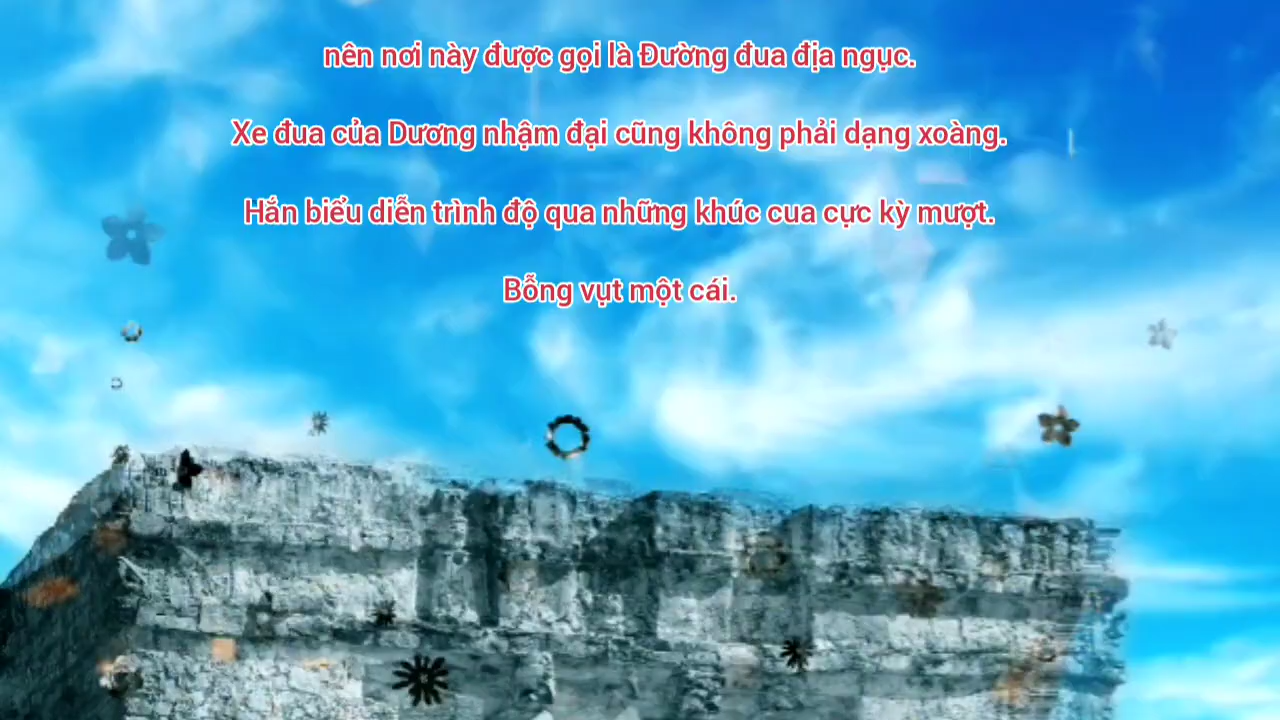 nên nơi này được gọi là Đường đua địa ngục.
Xe đua của Dương nhậm đại cũng không phải dạng xoàng.
Hắn biểu diễn trình độ qua những khúc cua cực kỳ mượt.
Bỗng vụt một cái.